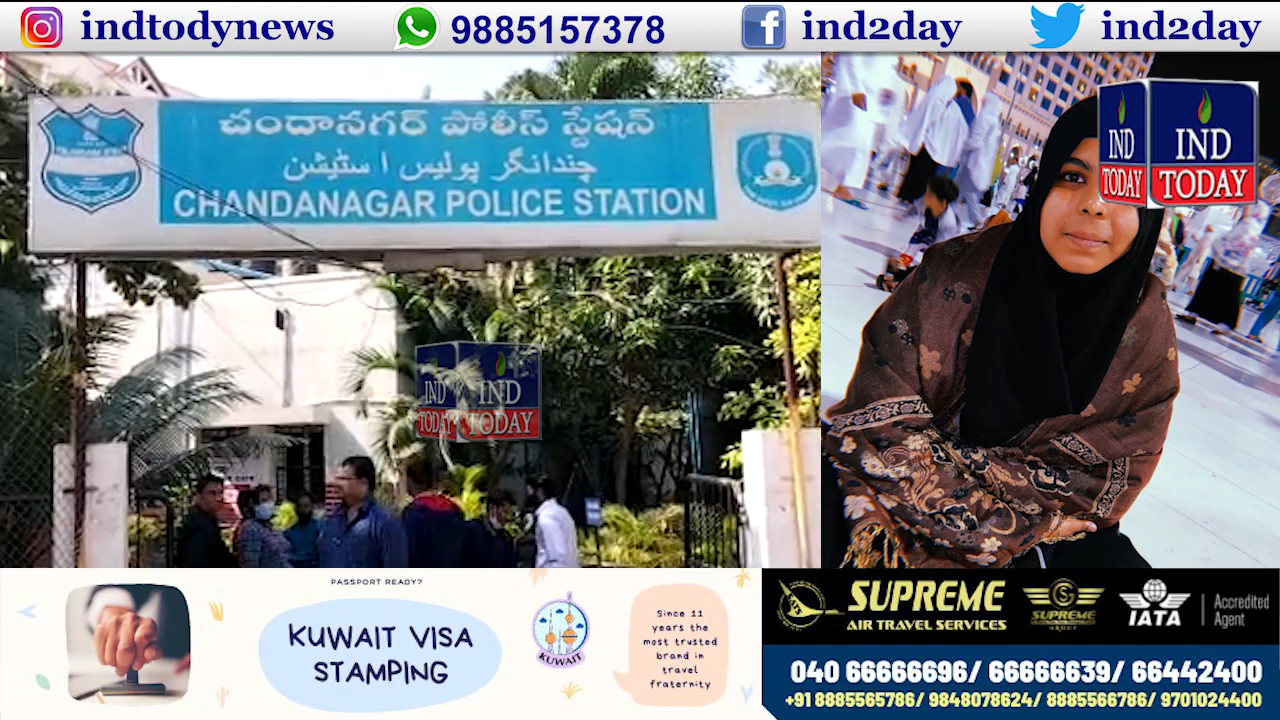 indtodynews
9885157378
ind2day
ind2day
చందానగర్ పోలీస్ స్టేషన్
چندانگر پولیس ا سٹیشن
CHANDANAGAR POLICE STATION
IND
TODAY
IND
TODAY
IND
TODAY
IND
TODAY
PASSPORT READY?
KUWAIT VISA
STAMPING
KUWAIT
Since 11
years the
most trusted
brand in
travel
fraternity
SUPREME
AIR TRAVEL SERVICES
SUPREME
GROUP
IATA
Accredited
Agent
040 66666696/ 66666639/ 66442400
+91 8885565786/ 9848078624/ 8885566786/ 9701024400